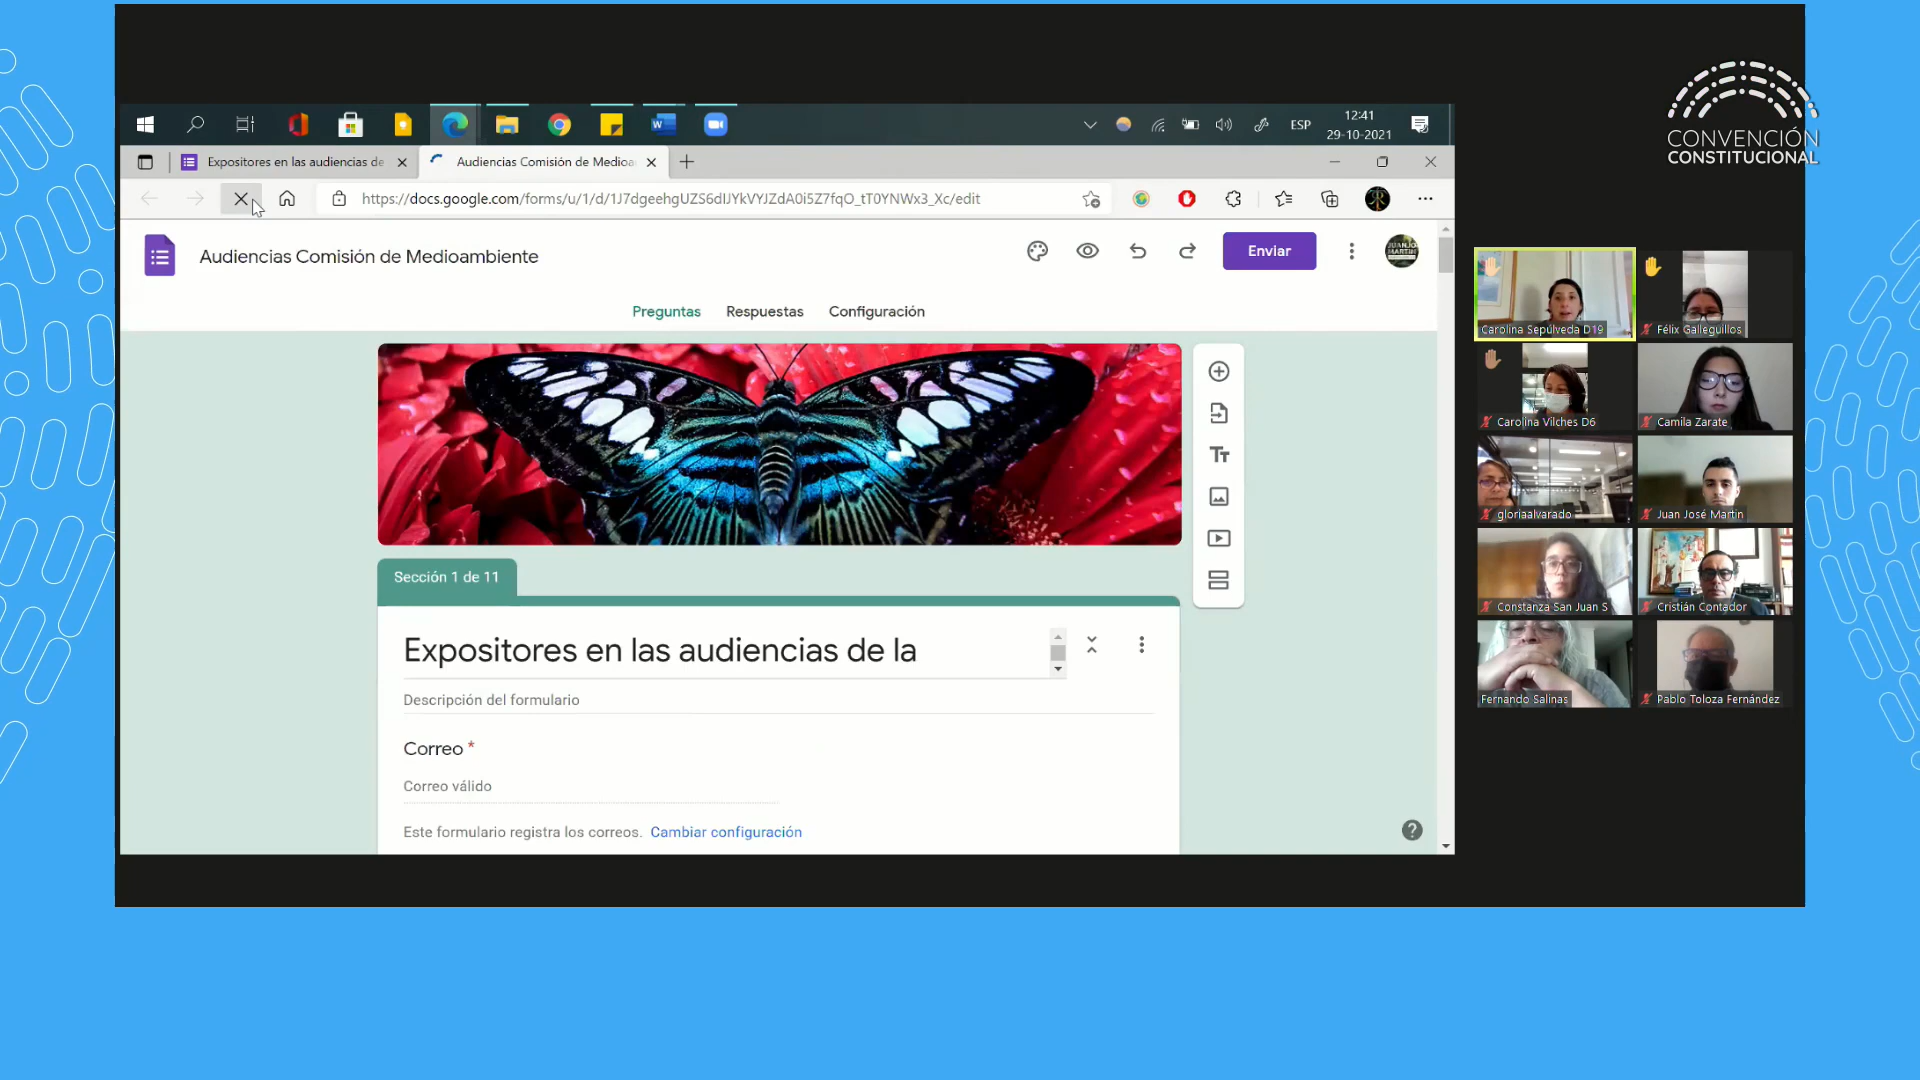 CONVENCIÓN
CONSTITUCIONAL
ESP
12:41
29-10-2021
Expositores en las audiencias de
Audiencias Comisión de Medioa
https://docs.google.com/forms/u/1/d/1J7dgeehgUZS6dIJYkVYJZdA0i5Z7fqO_tT0YNWx3_Xc/edit
Audiencias Comisión de Medioambiente
Enviar
JUANJO
MARTIN
Preguntas
Respuestas
Configuración
Sección 1 de 11
Expositores en las audiencias de la
Descripción del formulario
Correo *
Correo válido
Este formulario registra los correos. Cambiar configuración
Carolina Sepúlveda D19
Félix Galleguillos
Carolina Vilches D6
Camila Zarate
gloriaalvarado
Juan José Martin
Constanza San Juan S
Cristián Contador
Fernando Salinas
Pablo Toloza Fernández